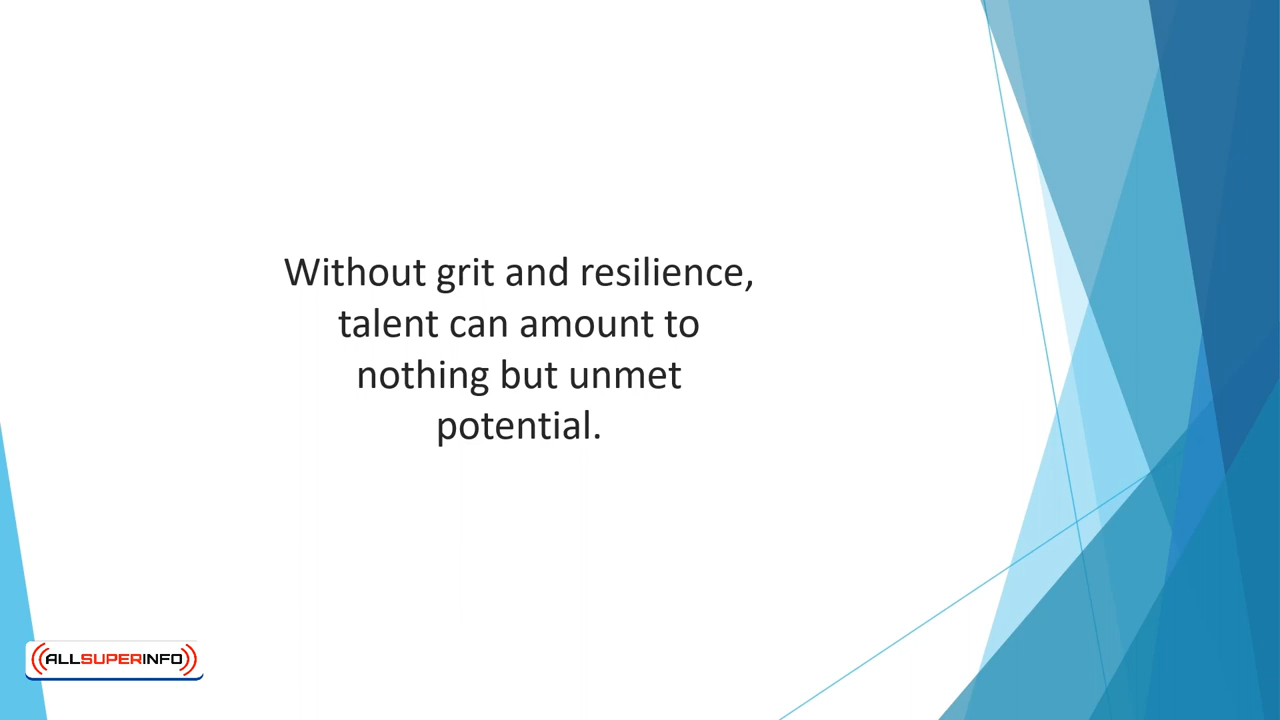 Without grit and resilience,
talent can amount to
nothing but unmet
potential.
ALLSUPERINFO